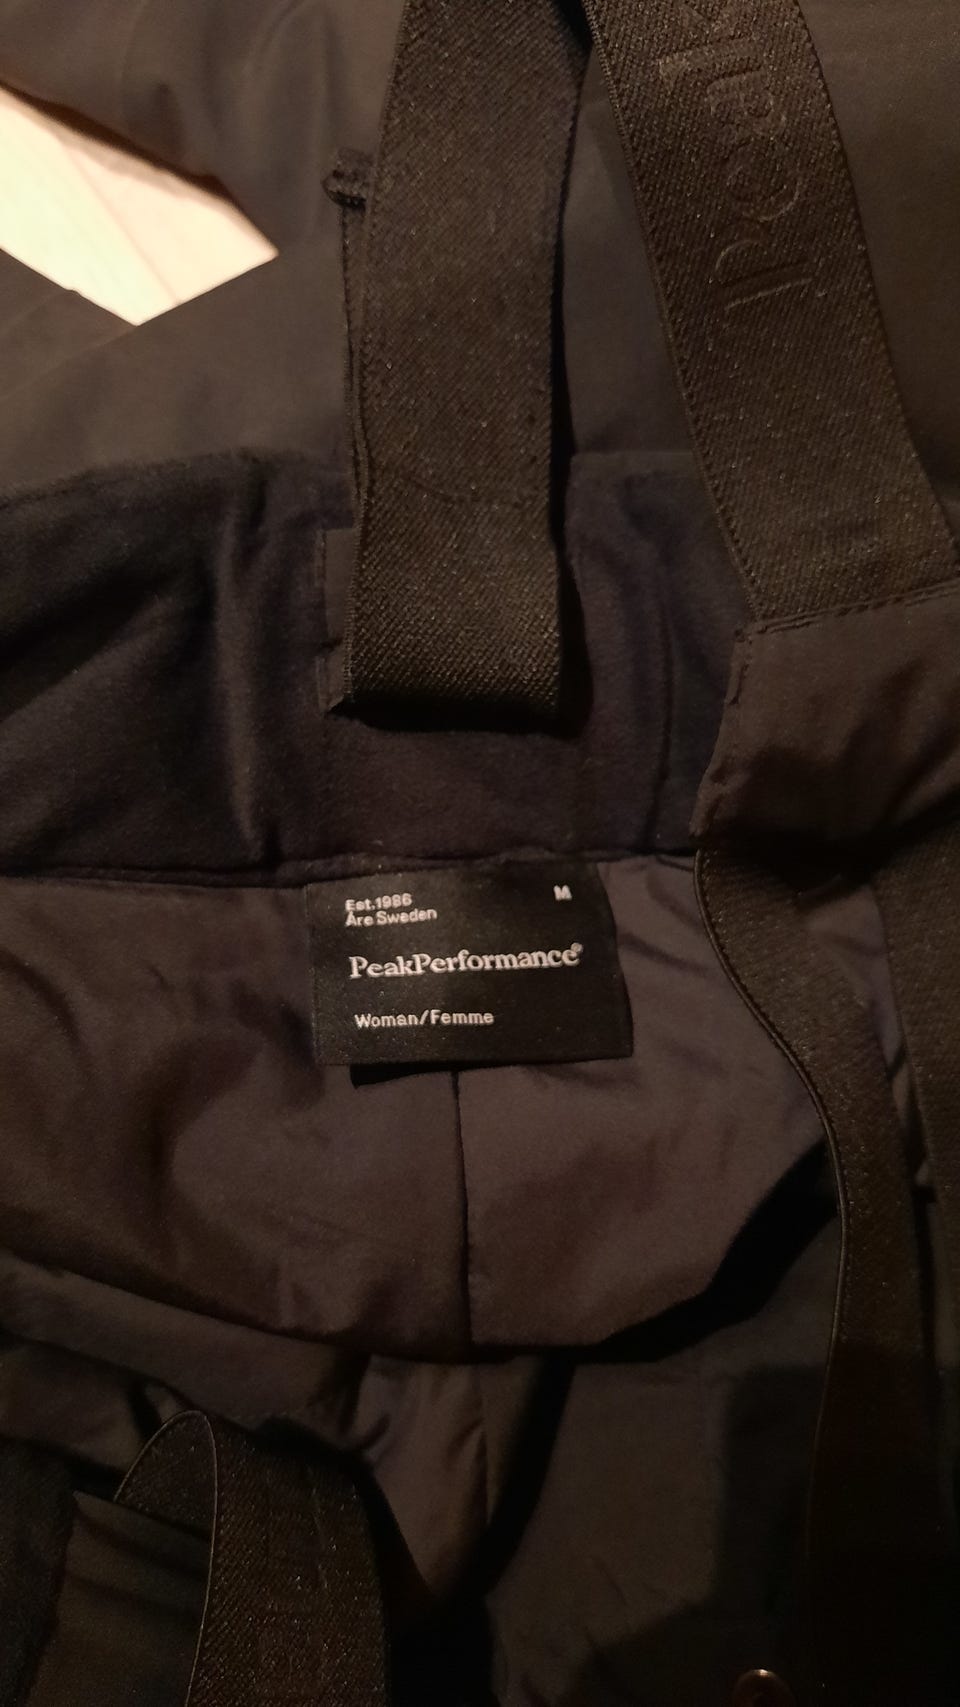 Est.1986
Åre Sweden
M
PeakPerformance®
Woman/Femme